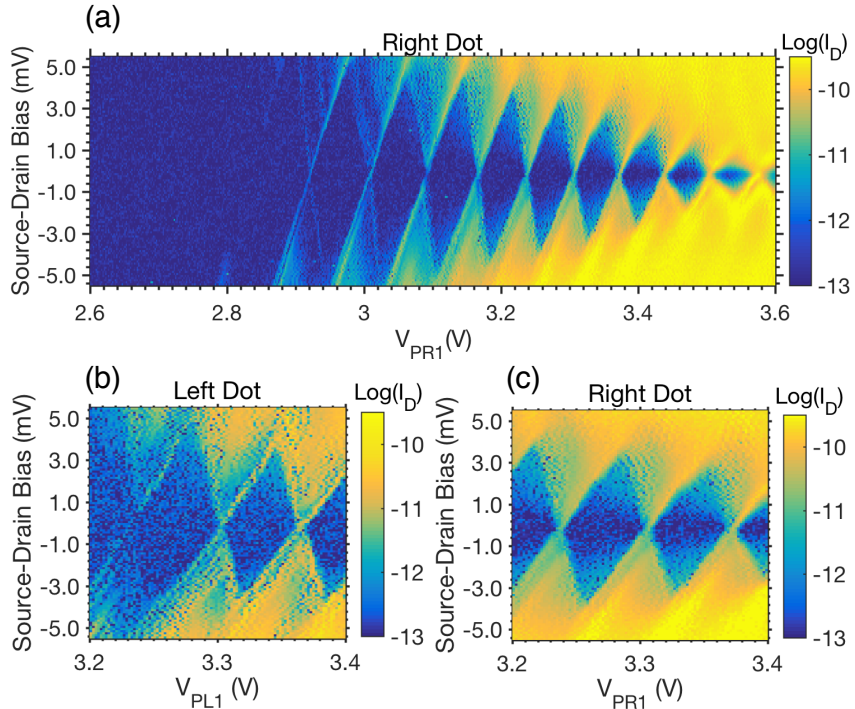 (a)
Right Dot
Log(I_D)
Source-Drain Bias (mV)
5.0
3.0
1.0
-1.0
-3.0
-5.0
2.6 2.8 3 3.2 3.4 3.6
V_PR1(V)
-10
-11
-12
-13
(b)
Left Dot
Log(I_D)
Source-Drain Bias (mV)
5.0
3.0
1.0
-1.0
-3.0
-5.0
3.2 3.3 3.4
V_PL1 (V)
-10
-11
-12
-13
(c)
Right Dot
Log(I_D)
Source-Drain Bias (mV)
5.0
3.0
1.0
-1.0
-3.0
-5.0
3.2 3.3 3.4
V_PR1 (V)
-10
-11
-12
-13